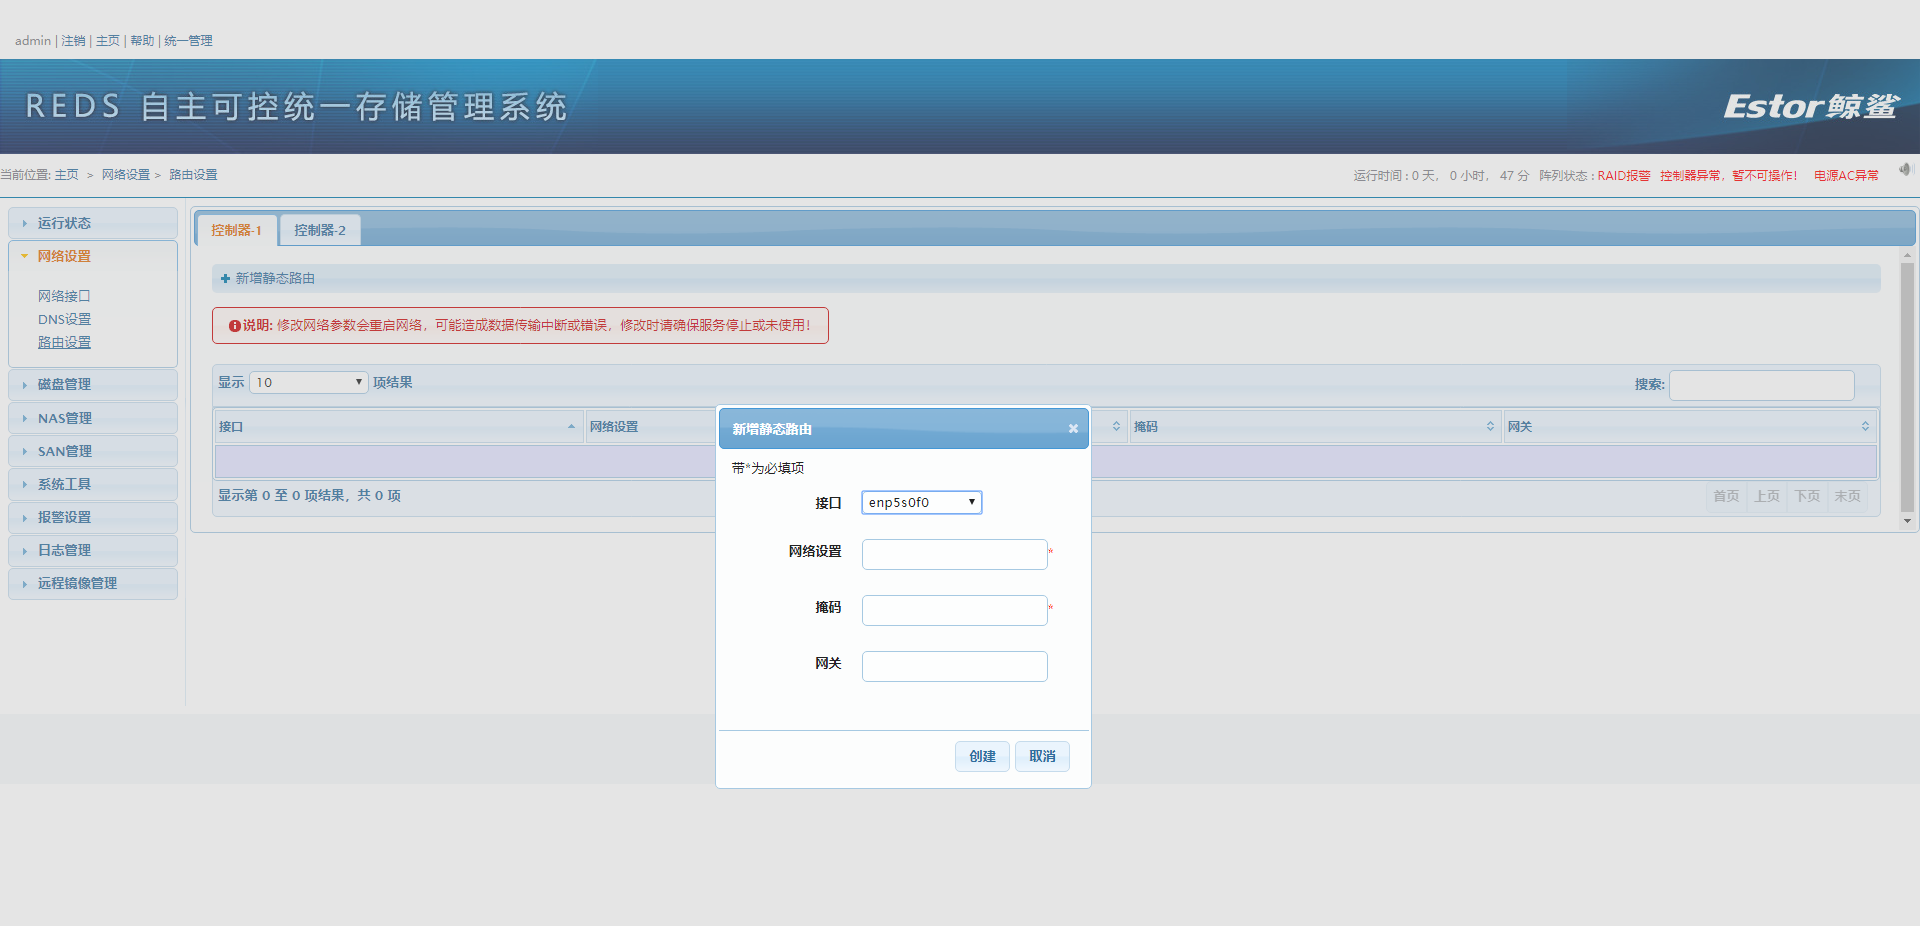 admin | 注销 | 主页 | 帮助 | 统一管理
REDS 自主可控统一存储管理系统
Estor鲸鲨
当前位置: 主页 > 网络设置 > 路由设置
运行时间 : 0 天， 0 小时， 47 分 阵列状态 : RAID报警 控制器异常，暂不可操作！ 电源AC异常
运行状态
网络设置
网络接口
DNS设置
路由设置
磁盘管理
NAS管理
SAN管理
系统工具
报警设置
日志管理
远程镜像管理
控制器-1 控制器-2
新增静态路由
说明: 修改网络参数会重启网络，可能造成数据传输中断或错误，修改时请确保服务停止或未使用！
显示 10 项结果 搜索:
接口 网络设置 掩码 网关
显示第 0 至 0 项结果，共 0 项
首页 上页 下页 末页
新增静态路由
带*为必填项
接口 enp5s0f0
网络设置 *
掩码 *
网关
创建 取消